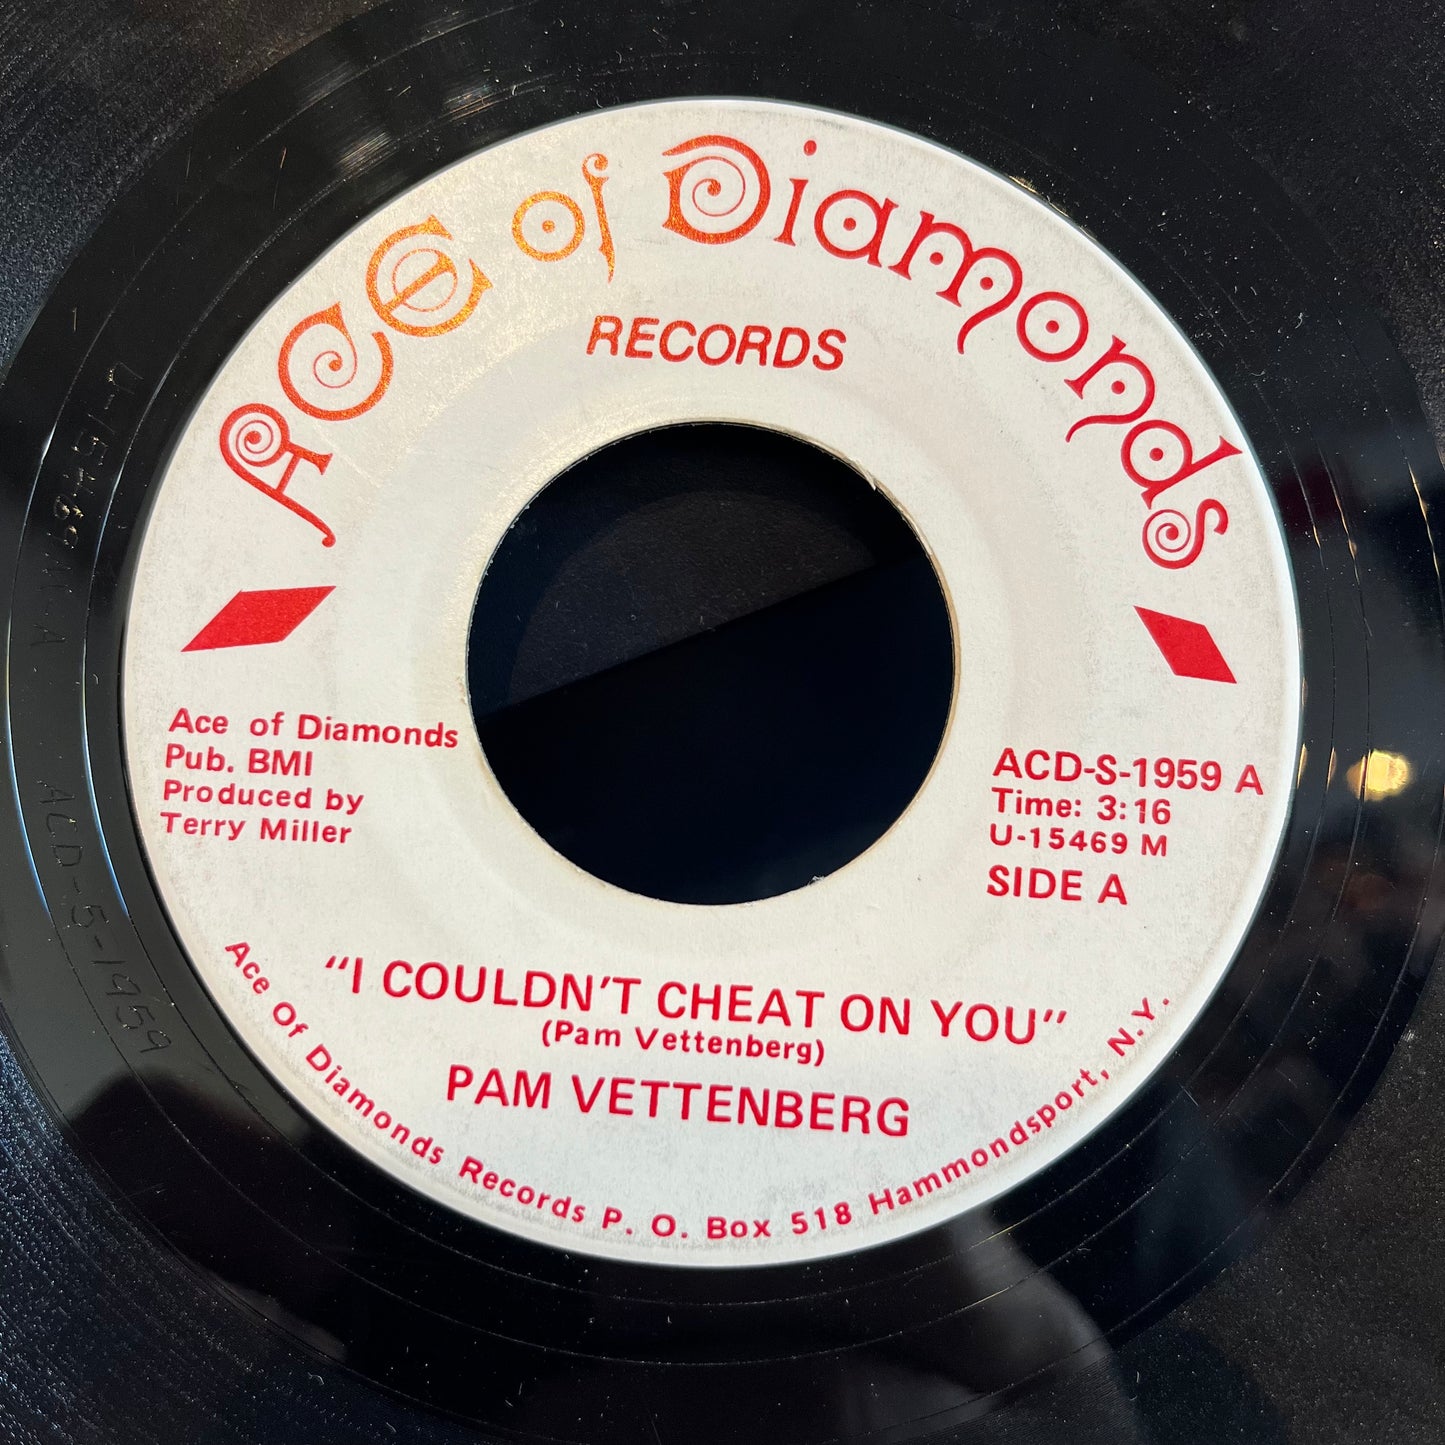 Ace of Diamonds
RECORDS
Ace of Diamonds
Pub. BMI
Produced by
Terry Miller
ACD-S-1959 A
Time: 3:16
U-15469 M
SIDE A
"I COULDN'T CHEAT ON YOU"
(Pam Vettenberg)
PAM VETTENBERG
Ace Of Diamonds Records P. O. Box 518 Hammondsport, N.Y.
ACD-S-1959